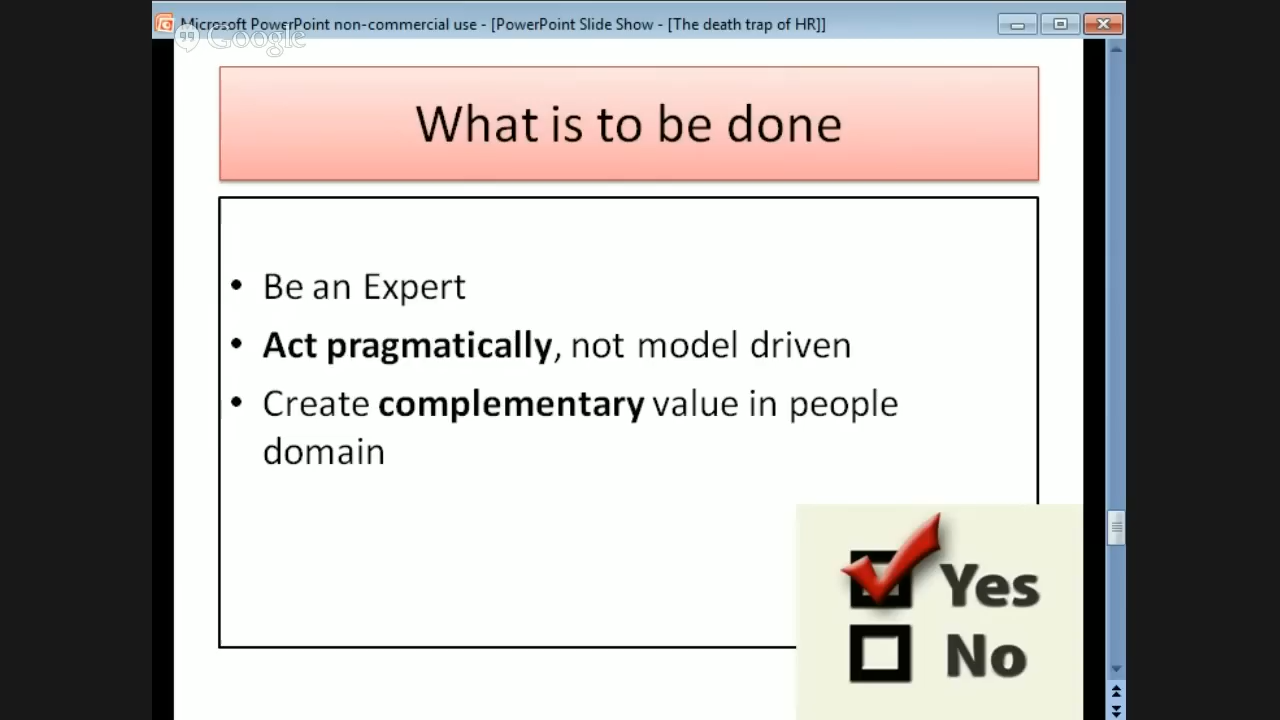 Microsoft PowerPoint non-commercial use - [PowerPoint Slide Show - [The death trap of HR]]
Google
What is to be done
• Be an Expert
• Act pragmatically, not model driven
• Create complementary value in people
domain
Yes
No